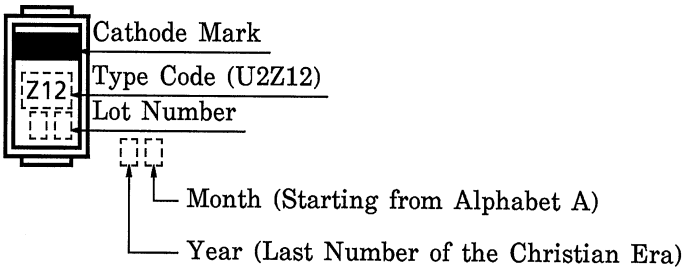 Cathode Mark
Z12 Type Code (U2Z12)
Lot Number
Month (Starting from Alphabet A)
Year (Last Number of the Christian Era)